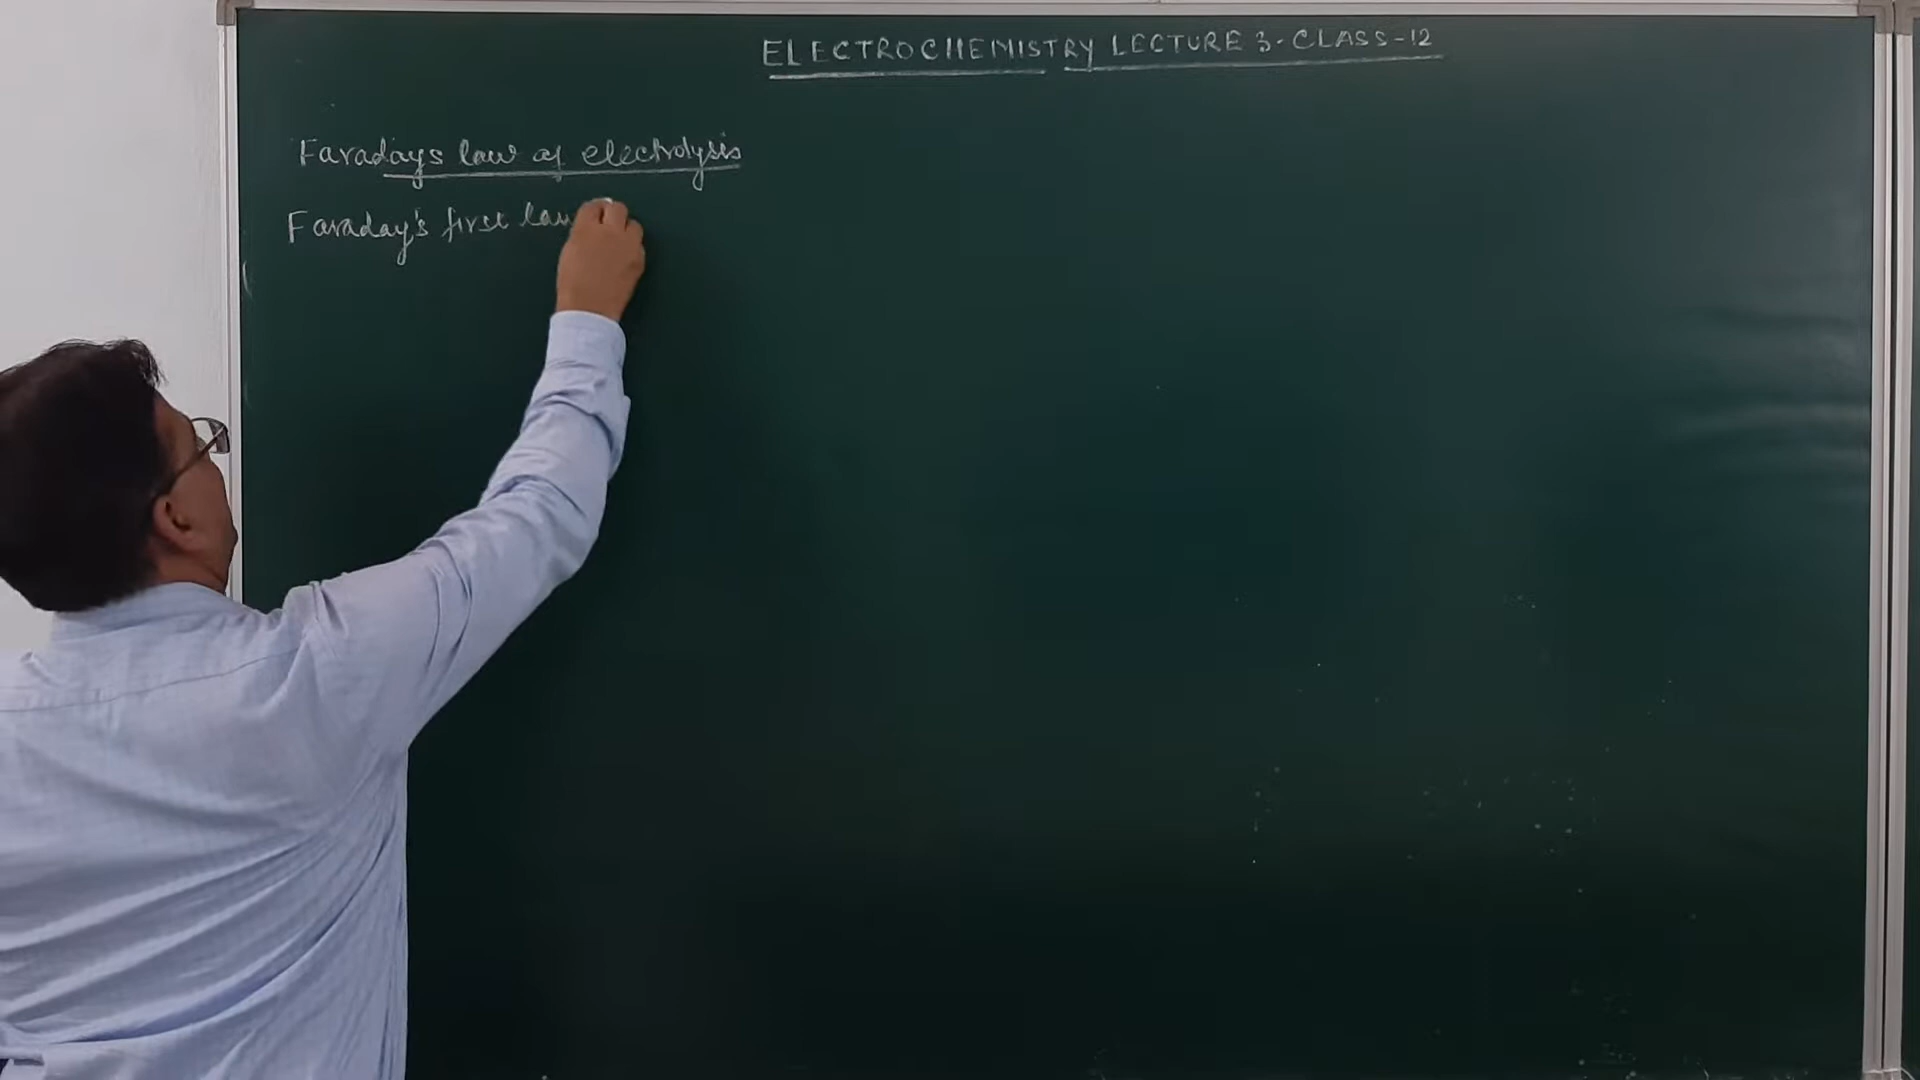 ELECTROCHEMISTRY LECTURE 3. CLASS-12
Faradays law of electrolysis
Faraday's first law